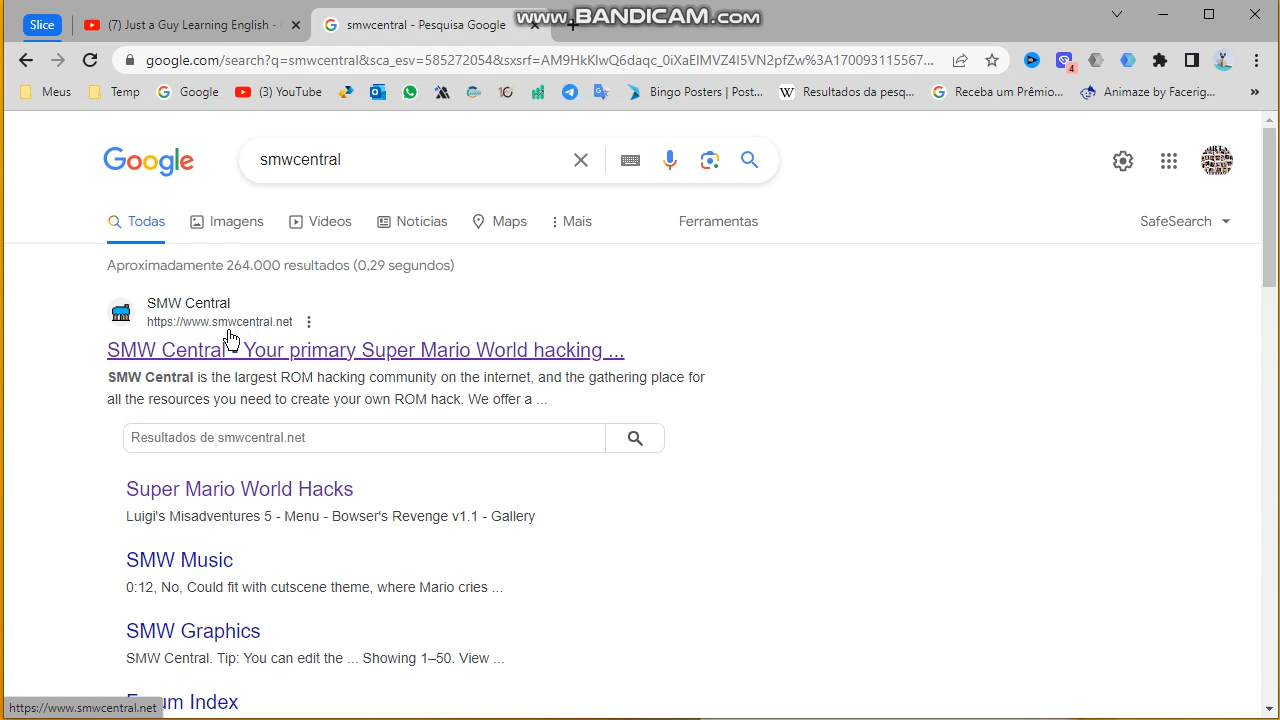 www.BANDICAM.com
Slice
(7) Just a Guy Learning English -
smwcentral - Pesquisa Google
google.com/search?q=smwcentral&sca_esv=585272054&sxsrf=AM9HkKlwQ6daqc_0iXaElMVZ4I5VN2pfZw%3A170093115567...
4
Meus
Temp
Google
(3) YouTube
Bingo Posters | Post...
Resultados da pesq...
Receba um Prêmio...
Animaze by Facerig...
»
Google
smwcentral
Todas
Imagens
Vídeos
Notícias
Maps
Mais
Ferramentas
SafeSearch
Aproximadamente 264.000 resultados (0,29 segundos)
SMW Central
https://www.smwcentral.net
SMW Central - Your primary Super Mario World hacking ...
SMW Central is the largest ROM hacking community on the internet, and the gathering place for
all the resources you need to create your own ROM hack. We offer a ...
Resultados de smwcentral.net
Super Mario World Hacks
Luigi's Misadventures 5 - Menu - Bowser's Revenge v1.1 - Gallery
SMW Music
0:12, No, Could fit with cutscene theme, where Mario cries ...
SMW Graphics
SMW Central. Tip: You can edit the ... Showing 1–50. View ...
Forum Index
https://www.smwcentral.net